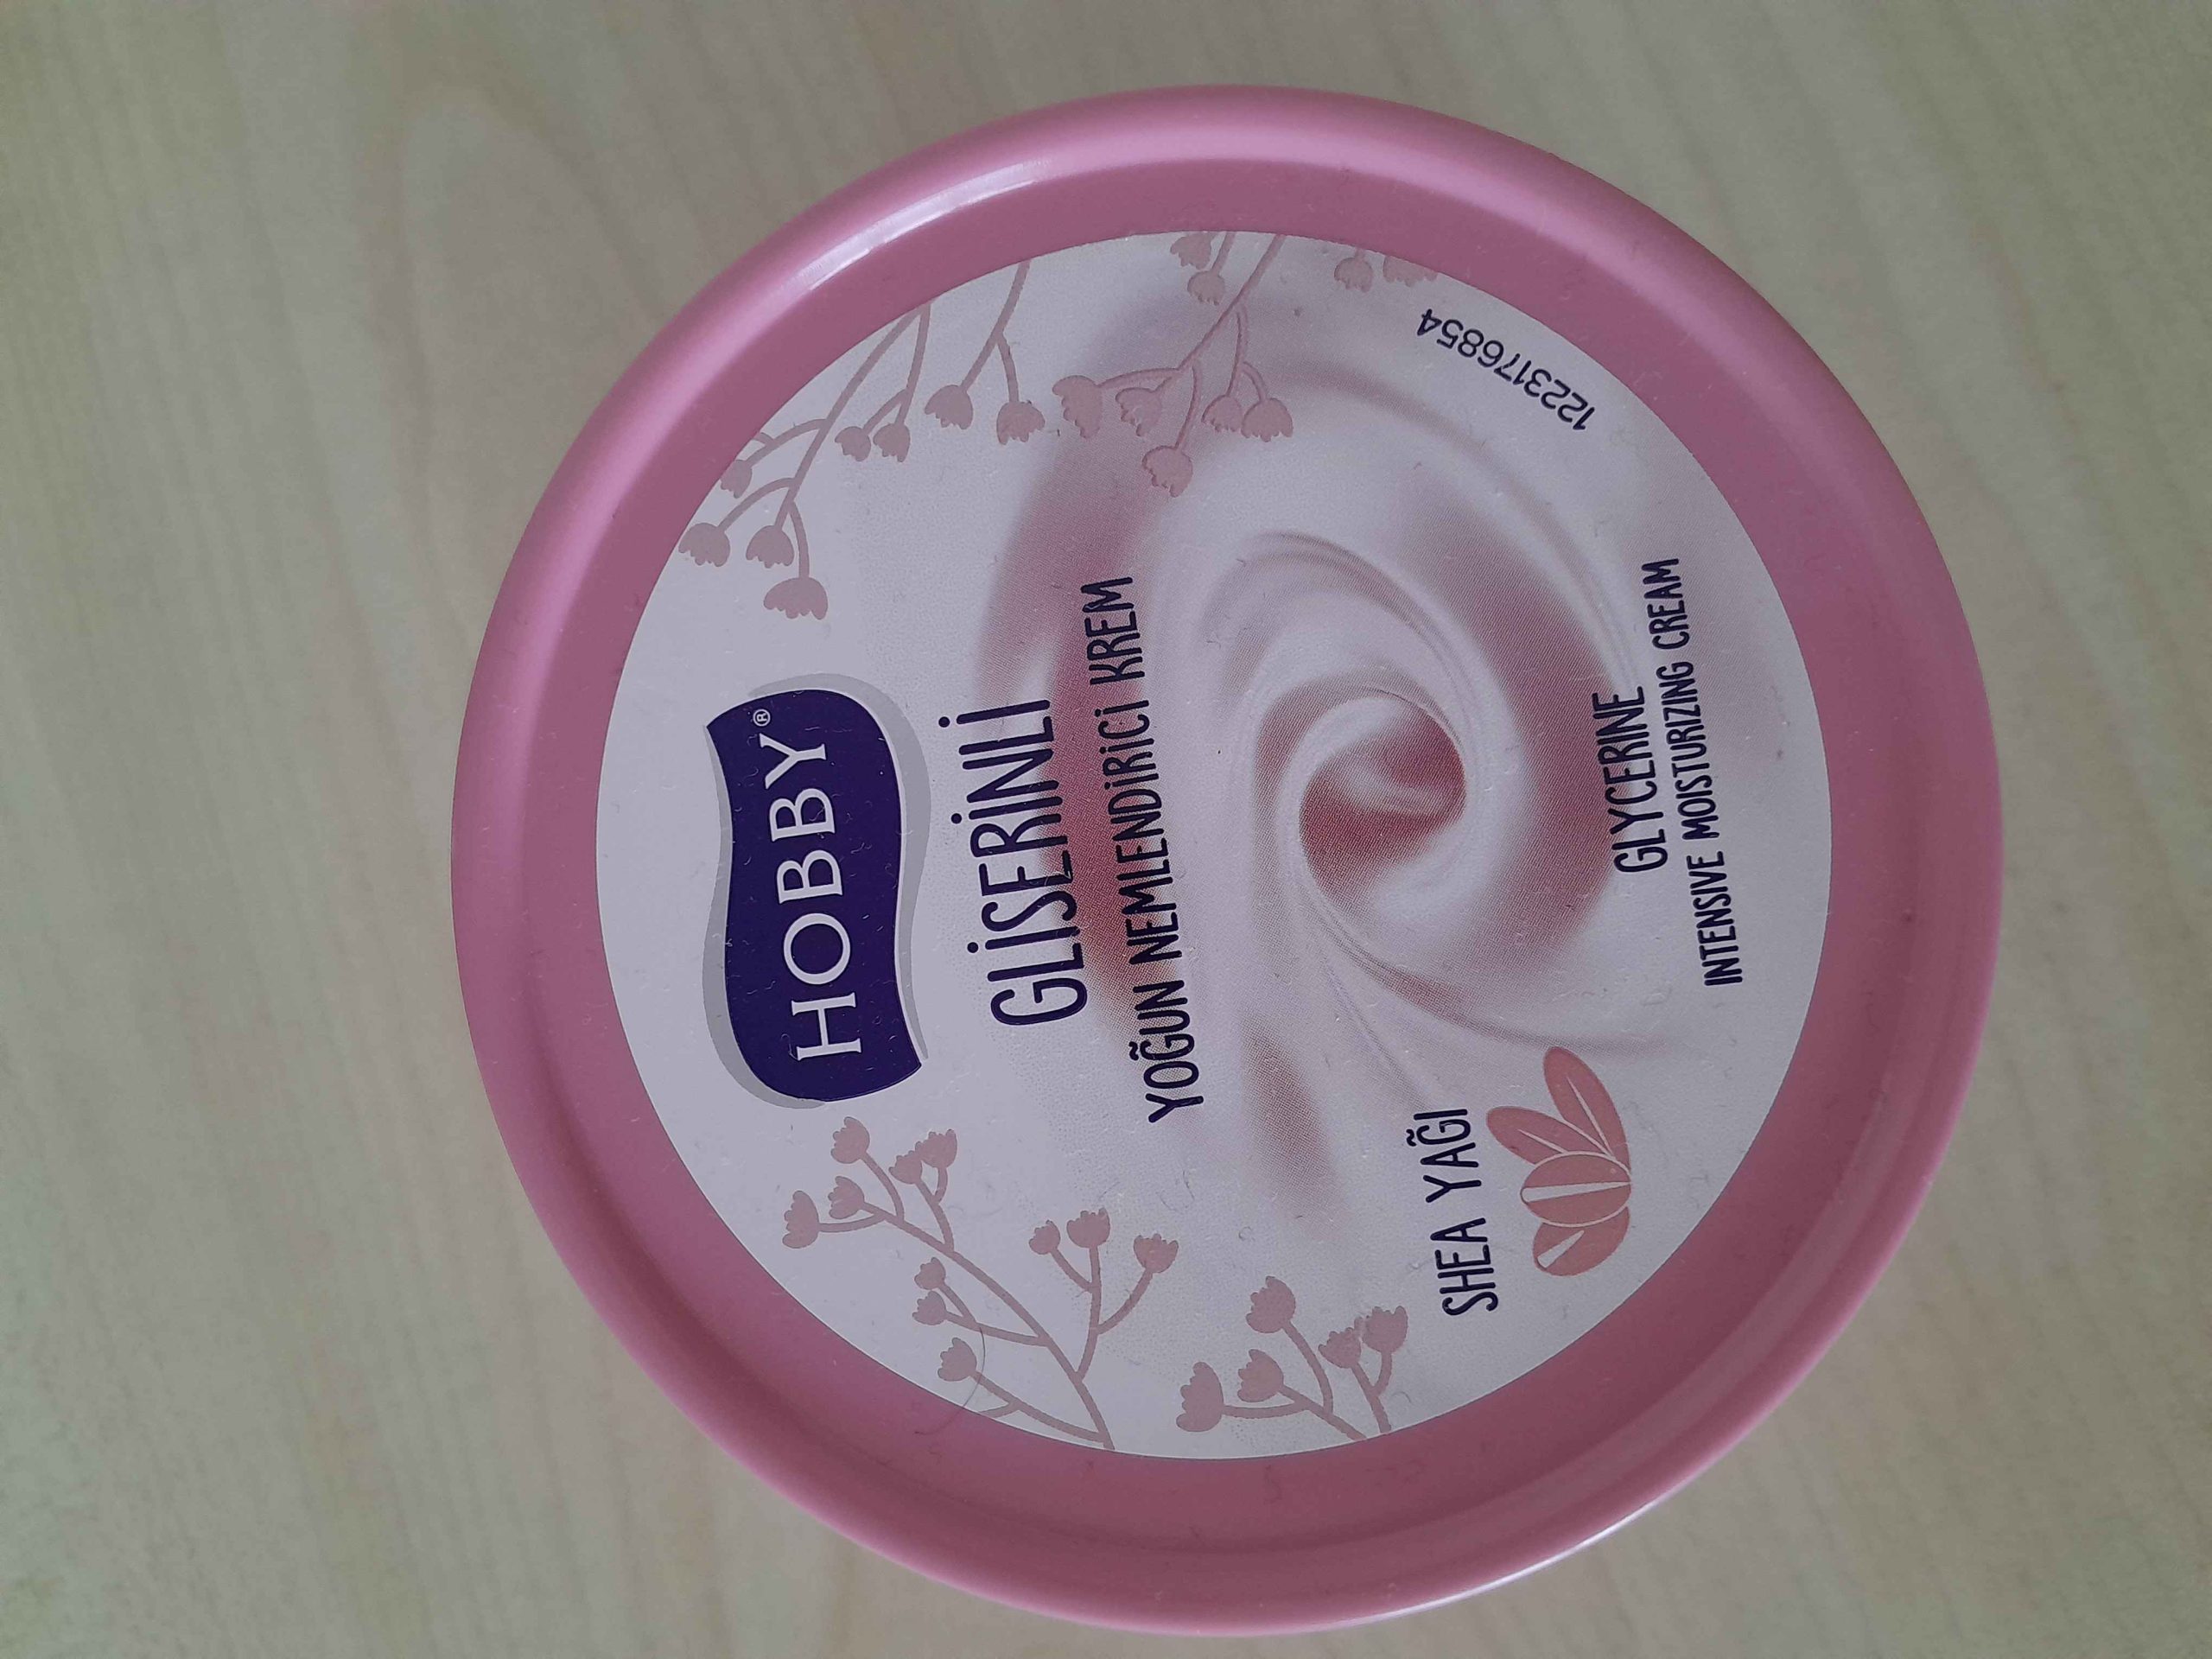 HOBBY®
GLİSERİNLİ
YOĞUN NEMLENDİRİCİ KREM
SHEA YAĞI
GLYCERINE
INTENSIVE MOISTURIZING CREAM
1223176854